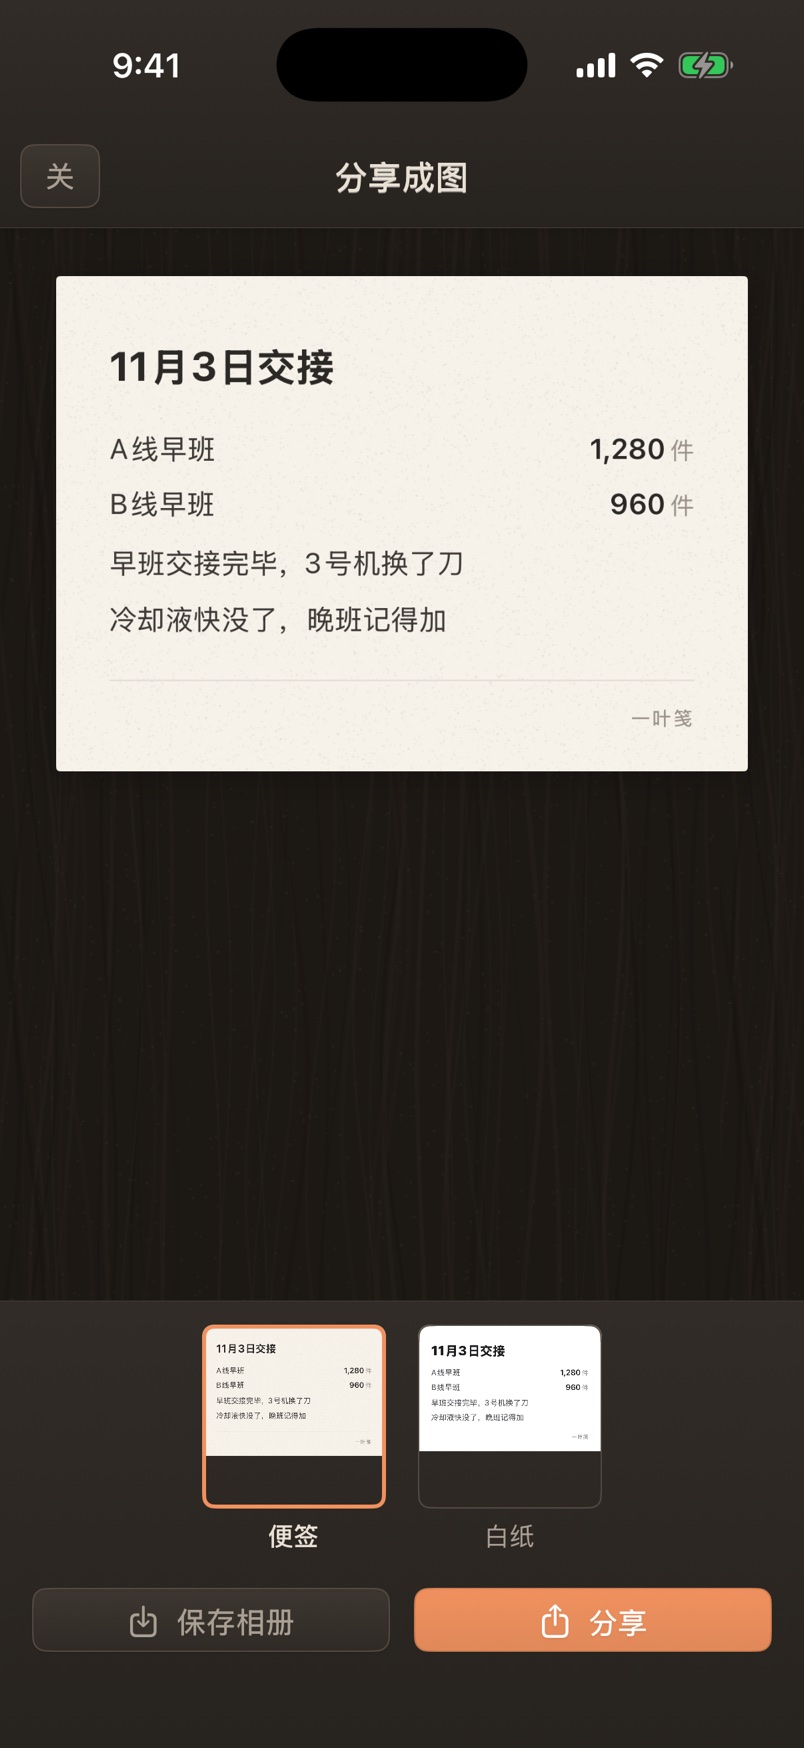 9:41
关
分享成图
11月3日交接
A线早班 1,280 件
B线早班 960 件
早班交接完毕，3号机换了刀
冷却液快没了，晚班记得加
一叶笺
11月3日交接
A线早班 1,280 件
B线早班 960 件
早班交接完毕，3号机换了刀
冷却液快没了，晚班记得加
一叶笺
11月3日交接
A线早班 1,280 件
B线早班 960 件
早班交接完毕，3号机换了刀
冷却液快没了，晚班记得加
一叶笺
便签
白纸
保存相册
分享